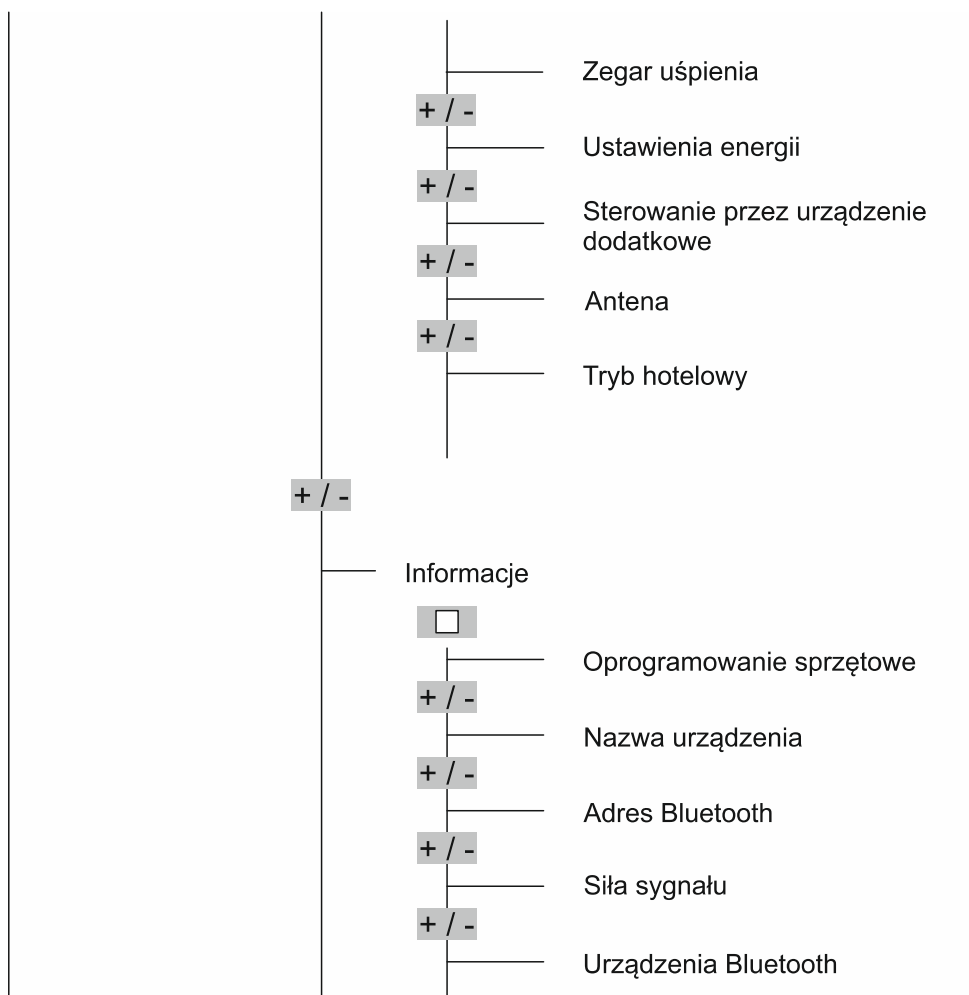 Zegar uśpienia
+ / -
Ustawienia energii
+ / -
Sterowanie przez urządzenie
dodatkowe
+ / -
Antena
+ / -
Tryb hotelowy
+ / -
Informacje
Oprogramowanie sprzętowe
+ / -
Nazwa urządzenia
+ / -
Adres Bluetooth
+ / -
Siła sygnału
+ / -
Urządzenia Bluetooth